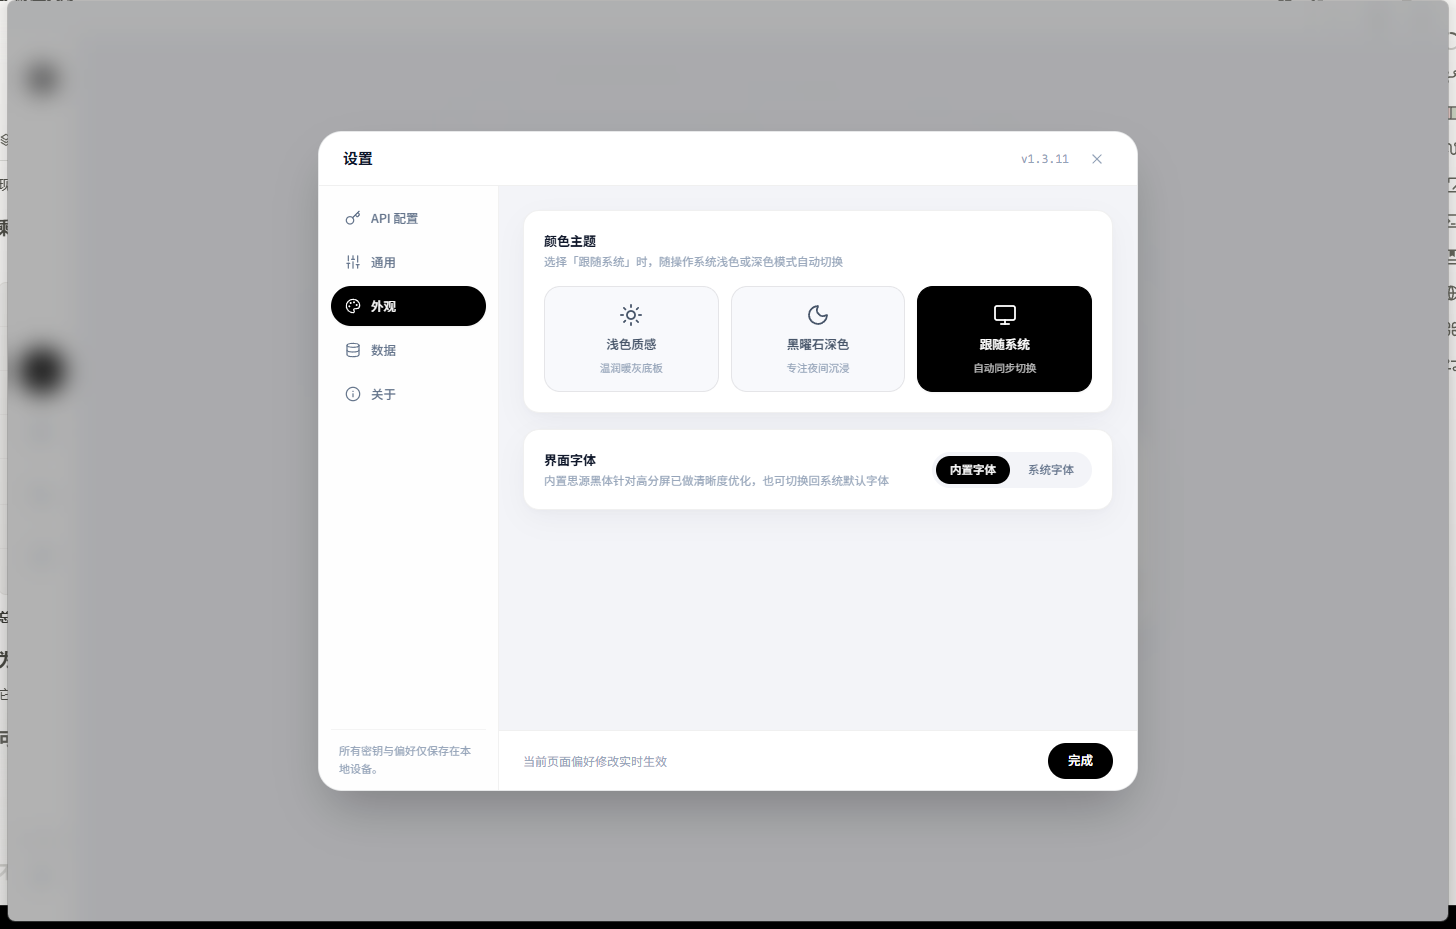 设置
v1.3.11
API 配置
通用
外观
数据
关于
所有密钥与偏好仅保存在本
地设备。
颜色主题
选择「跟随系统」时，随操作系统浅色或深色模式自动切换
浅色质感
温润暖灰底板
黑曜石深色
专注夜间沉浸
跟随系统
自动同步切换
界面字体
内置思源黑体针对高分屏已做清晰度优化，也可切换回系统默认字体
内置字体
系统字体
当前页面偏好修改实时生效
完成